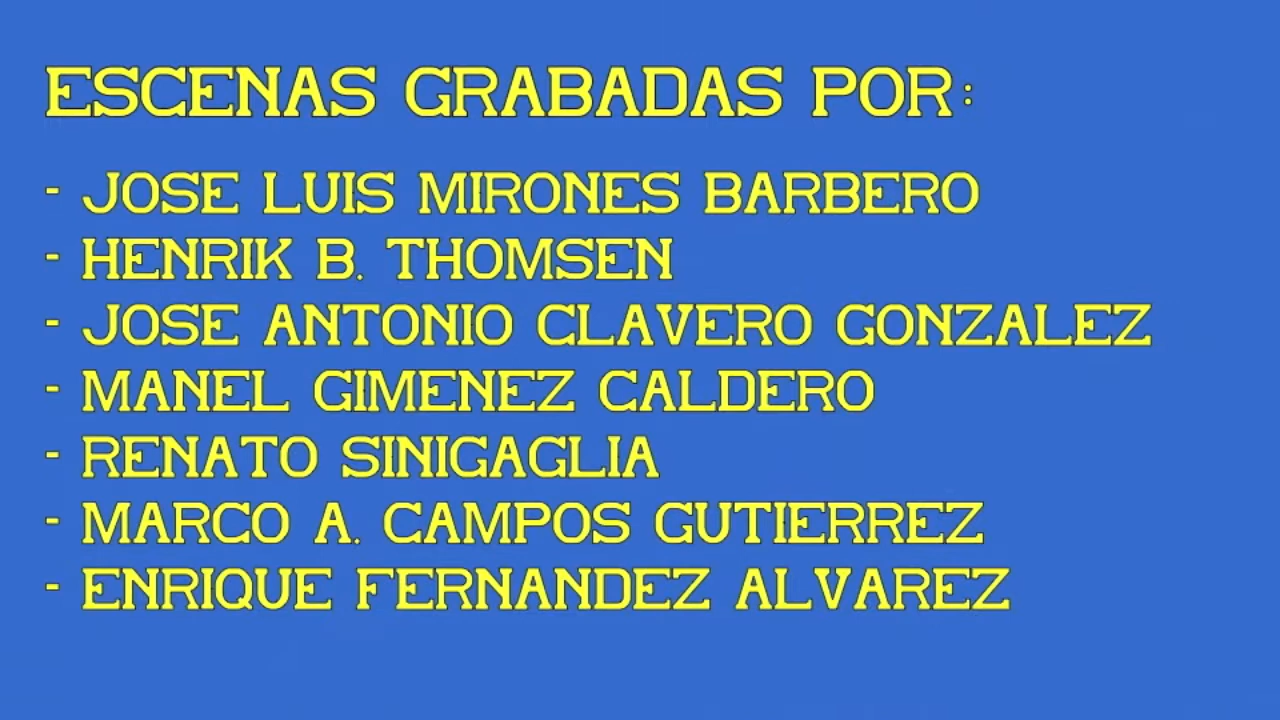 ESCENAS GRABADAS POR:
- JOSE LUIS MIRONES BARBERO
- HENRIK B. THOMSEN
- JOSE ANTONIO CLAVERO GONZALEZ
- MANEL GIMENEZ CALDERO
- RENATO SINIGAGLIA
- MARCO A. CAMPOS GUTIERREZ
- ENRIQUE FERNANDEZ ALVAREZ